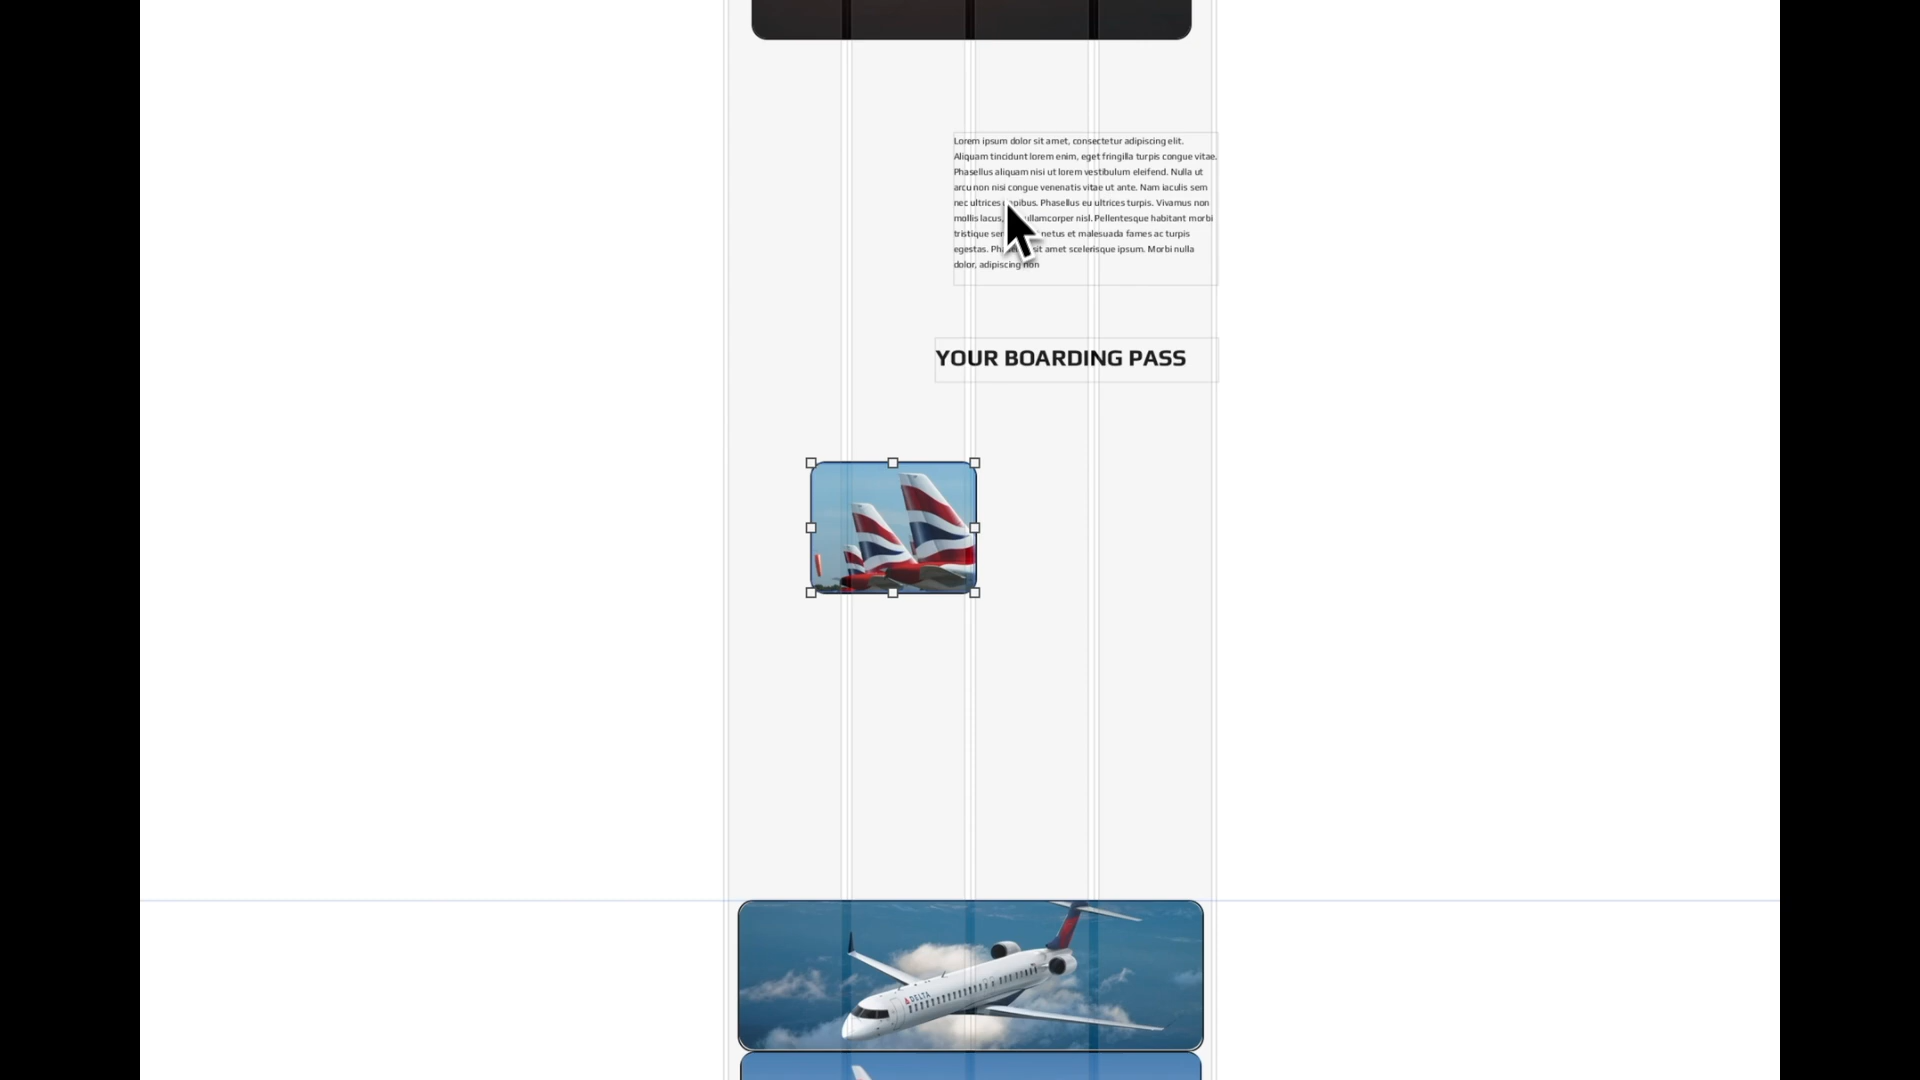 Lorem ipsum dolor sit amet, consectetur adipiscing elit.
Aliquam tincidunt lorem enim, eget fringilla turpis congue vitae.
Phasellus aliquam nisi ut lorem vestibulum eleifend. Nulla ut
arcu non nisi congue venenatis vitae ut ante. Nam iaculis sem
nec ultrices dapibus. Phasellus eu ultrices turpis. Vivamus non
mollis lacus, ullamcorper nisl. Pellentesque habitant morbi
tristique netus et malesuada fames ac turpis
egestas. sit amet scelerisque ipsum. Morbi nulla
dolor, adipiscing non
YOUR BOARDING PASS
DELTA